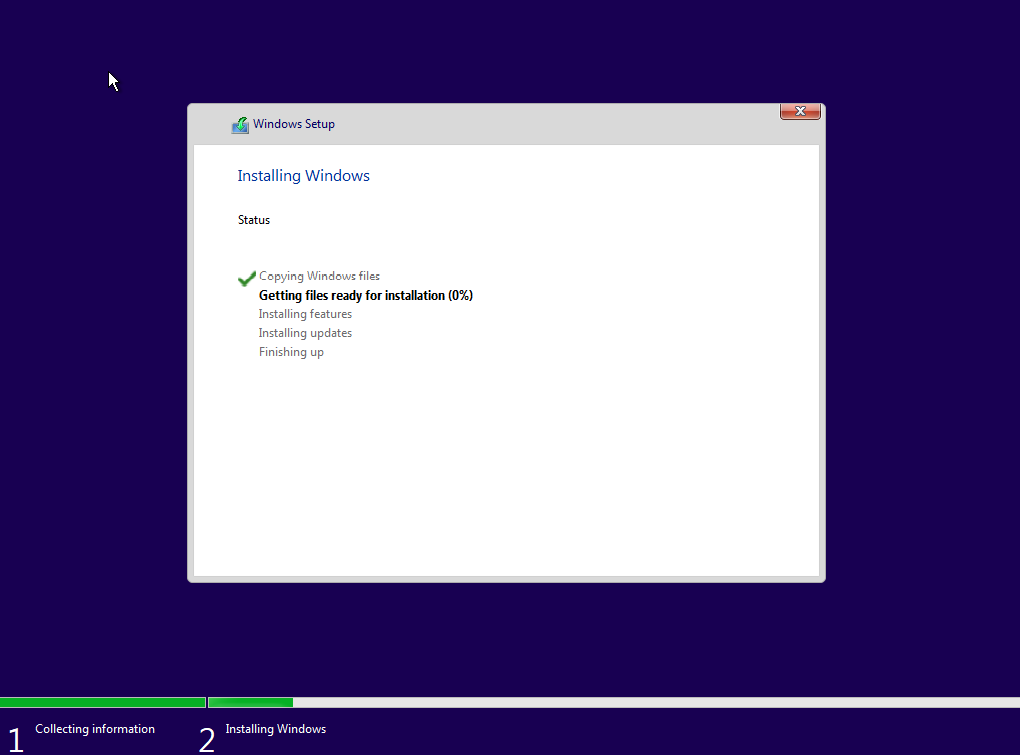 Windows Setup
Installing Windows
Status
Copying Windows files
Getting files ready for installation (0%)
Installing features
Installing updates
Finishing up
1 Collecting information
2 Installing Windows